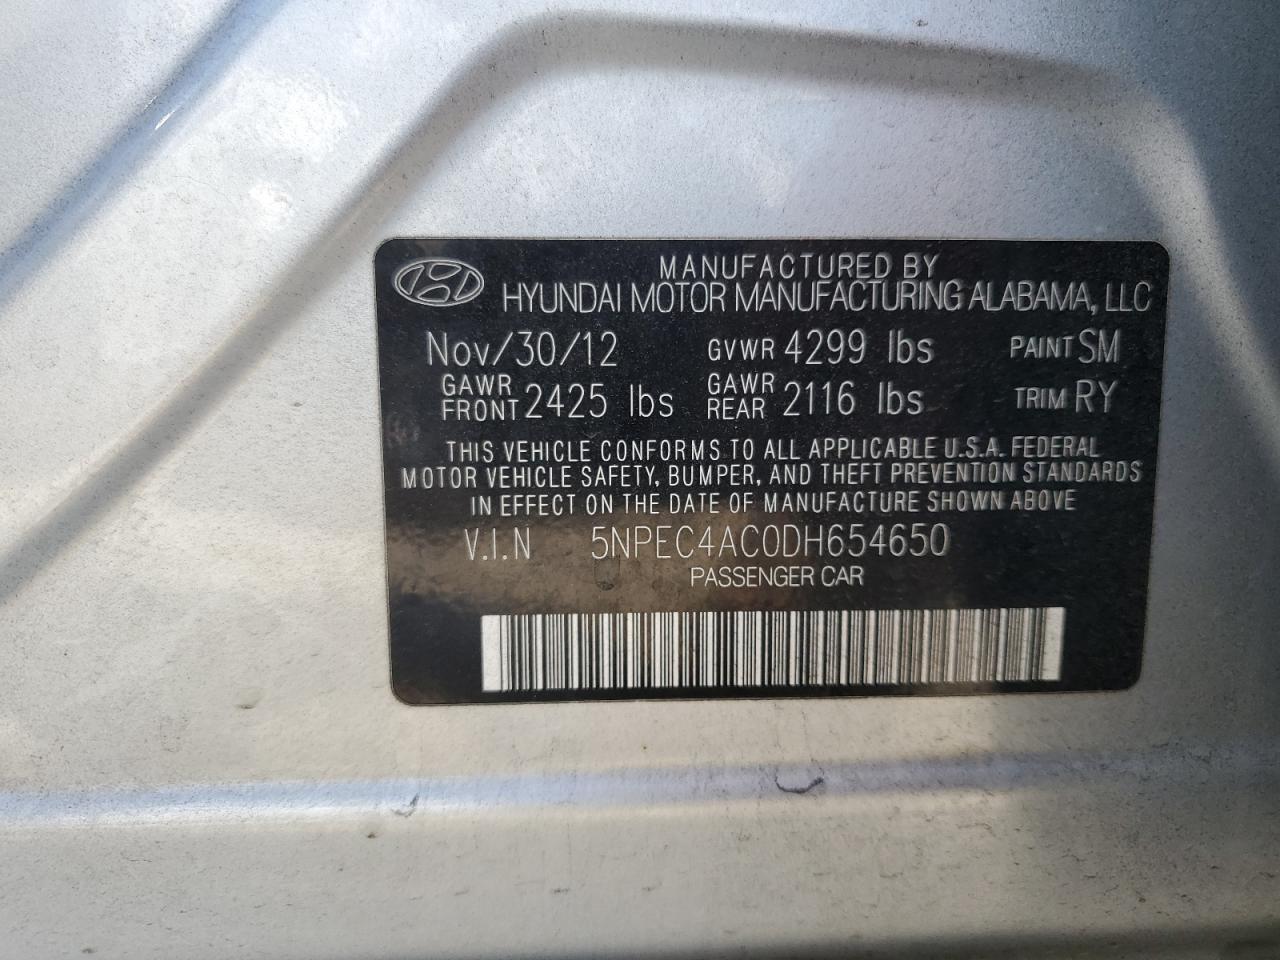 MANUFACTURED BY
HYUNDAI MOTOR MANUFACTURING ALABAMA, LLC
Nov/30/12 GVWR 4299 lbs PAINT SM
GAWR FRONT 2425 lbs GAWR REAR 2116 lbs TRIM RY
THIS VEHICLE CONFORMS TO ALL APPLICABLE U.S.A. FEDERAL
MOTOR VEHICLE SAFETY, BUMPER, AND THEFT PREVENTION STANDARDS
IN EFFECT ON THE DATE OF MANUFACTURE SHOWN ABOVE
V.I.N 5NPEC4AC0DH654650
PASSENGER CAR